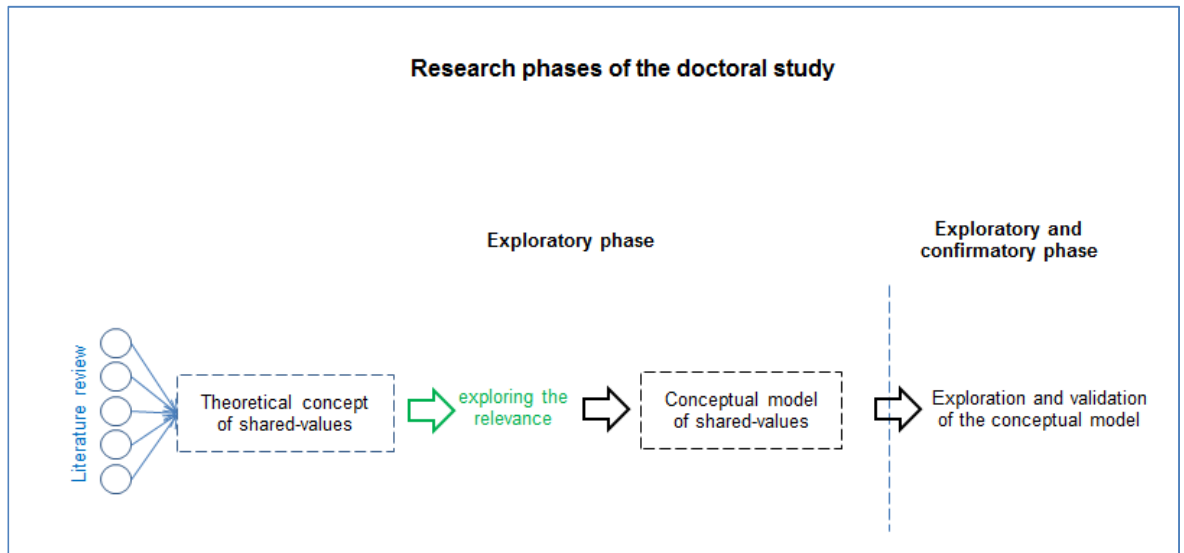 Research phases of the doctoral study
Exploratory phase
Exploratory and
confirmatory phase
Literature review
Theoretical concept
of shared-values
exploring the
relevance
Conceptual model
of shared-values
Exploration and validation
of the conceptual model